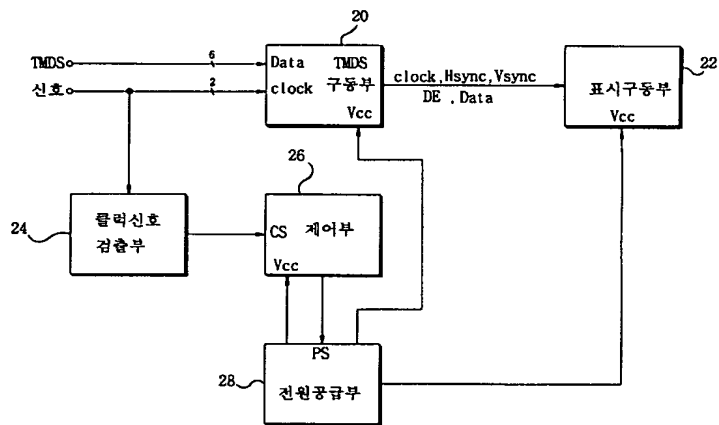 20
TMDS
6
Data
TMDS
구동부
clock
Vcc
신호
2
clock,Hsync,Vsync
DE ,Data
22
표시구동부
Vcc
24
클럭신호
검출부
26
CS
제어부
Vcc
28
PS
전원공급부